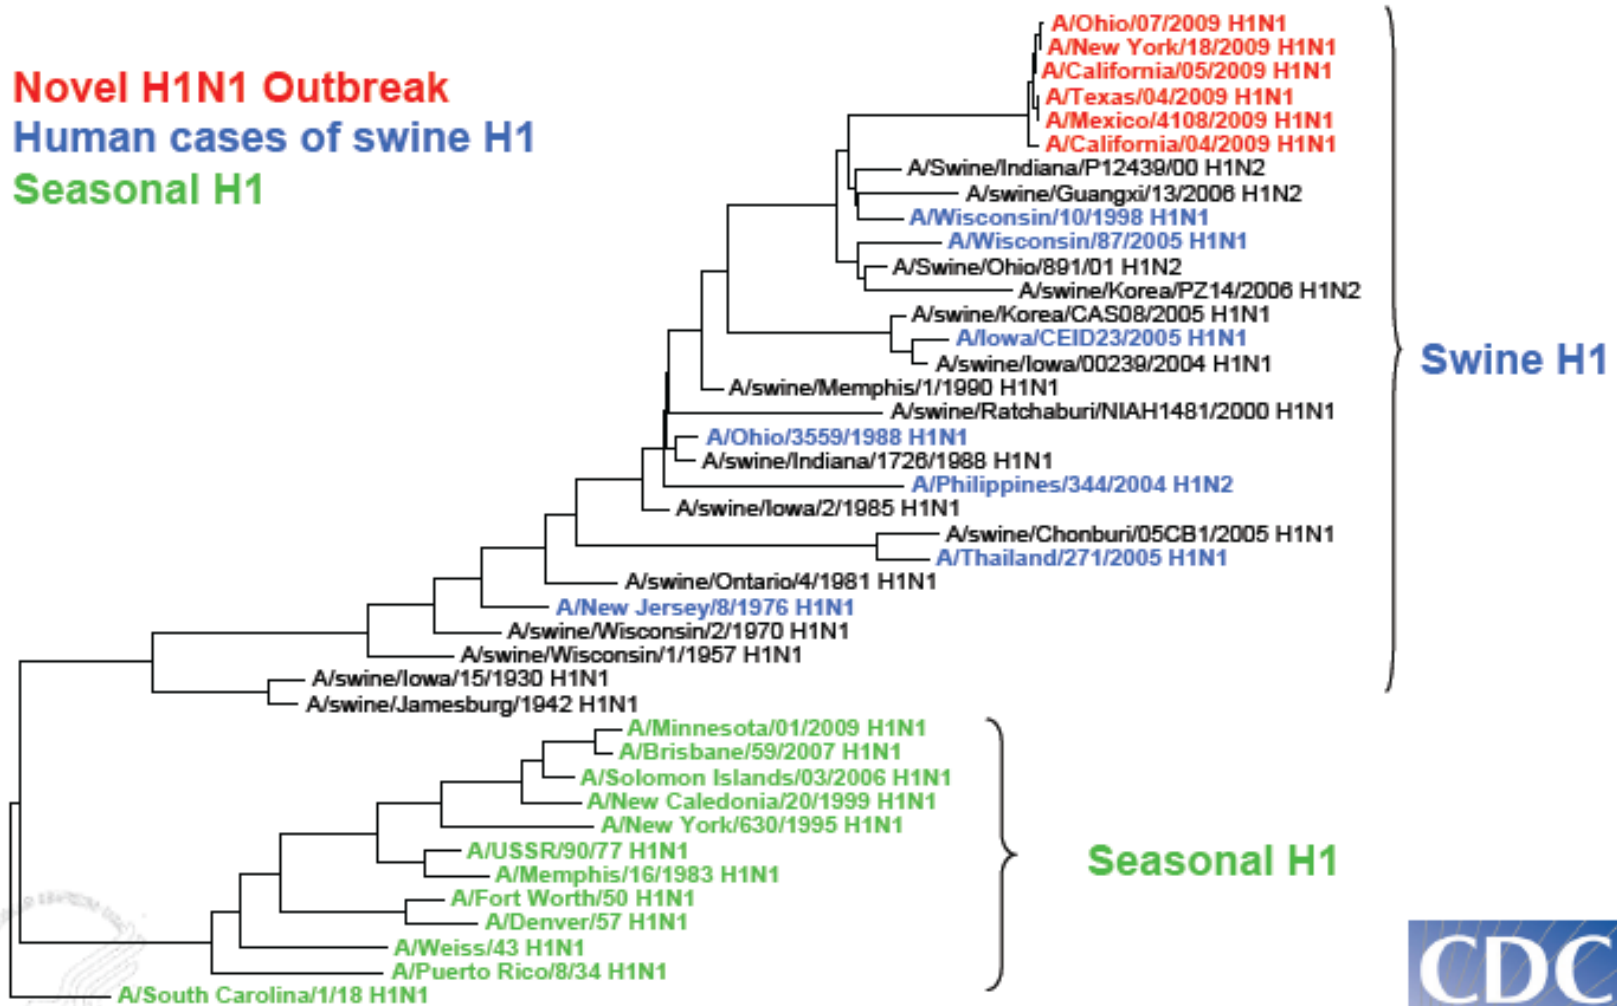 Novel H1N1 Outbreak
Human cases of swine H1
Seasonal H1
A/Ohio/07/2009 H1N1
A/New York/18/2009 H1N1
A/California/05/2009 H1N1
A/Texas/04/2009 H1N1
A/Mexico/4108/2009 H1N1
A/California/04/2009 H1N1
A/Swine/Indiana/P12439/00 H1N2
A/swine/Guangxi/13/2006 H1N2
A/Wisconsin/10/1998 H1N1
A/Wisconsin/87/2005 H1N1
A/Swine/Ohio/891/01 H1N2
A/swine/Korea/PZ14/2006 H1N2
A/swine/Korea/CAS08/2005 H1N1
A/Iowa/CEID23/2005 H1N1
A/swine/Iowa/00239/2004 H1N1
A/swine/Memphis/1/1990 H1N1
A/swine/Ratchaburi/NIAH1481/2000 H1N1
A/Ohio/3559/1988 H1N1
A/swine/Indiana/1726/1988 H1N1
A/Philippines/344/2004 H1N2
A/swine/Iowa/2/1985 H1N1
A/swine/Chonburi/05CB1/2005 H1N1
A/Thailand/271/2005 H1N1
A/swine/Ontario/4/1981 H1N1
A/New Jersey/8/1976 H1N1
A/swine/Wisconsin/2/1970 H1N1
A/swine/Wisconsin/1/1957 H1N1
A/swine/Iowa/15/1930 H1N1
A/swine/Jamesburg/1942 H1N1
Swine H1
A/Minnesota/01/2009 H1N1
A/Brisbane/59/2007 H1N1
A/Solomon Islands/03/2006 H1N1
A/New Caledonia/20/1999 H1N1
A/New York/630/1995 H1N1
A/USSR/90/77 H1N1
A/Memphis/16/1983 H1N1
A/Fort Worth/50 H1N1
A/Denver/57 H1N1
A/Weiss/43 H1N1
A/Puerto Rico/8/34 H1N1
A/South Carolina/1/18 H1N1
Seasonal H1
CDC